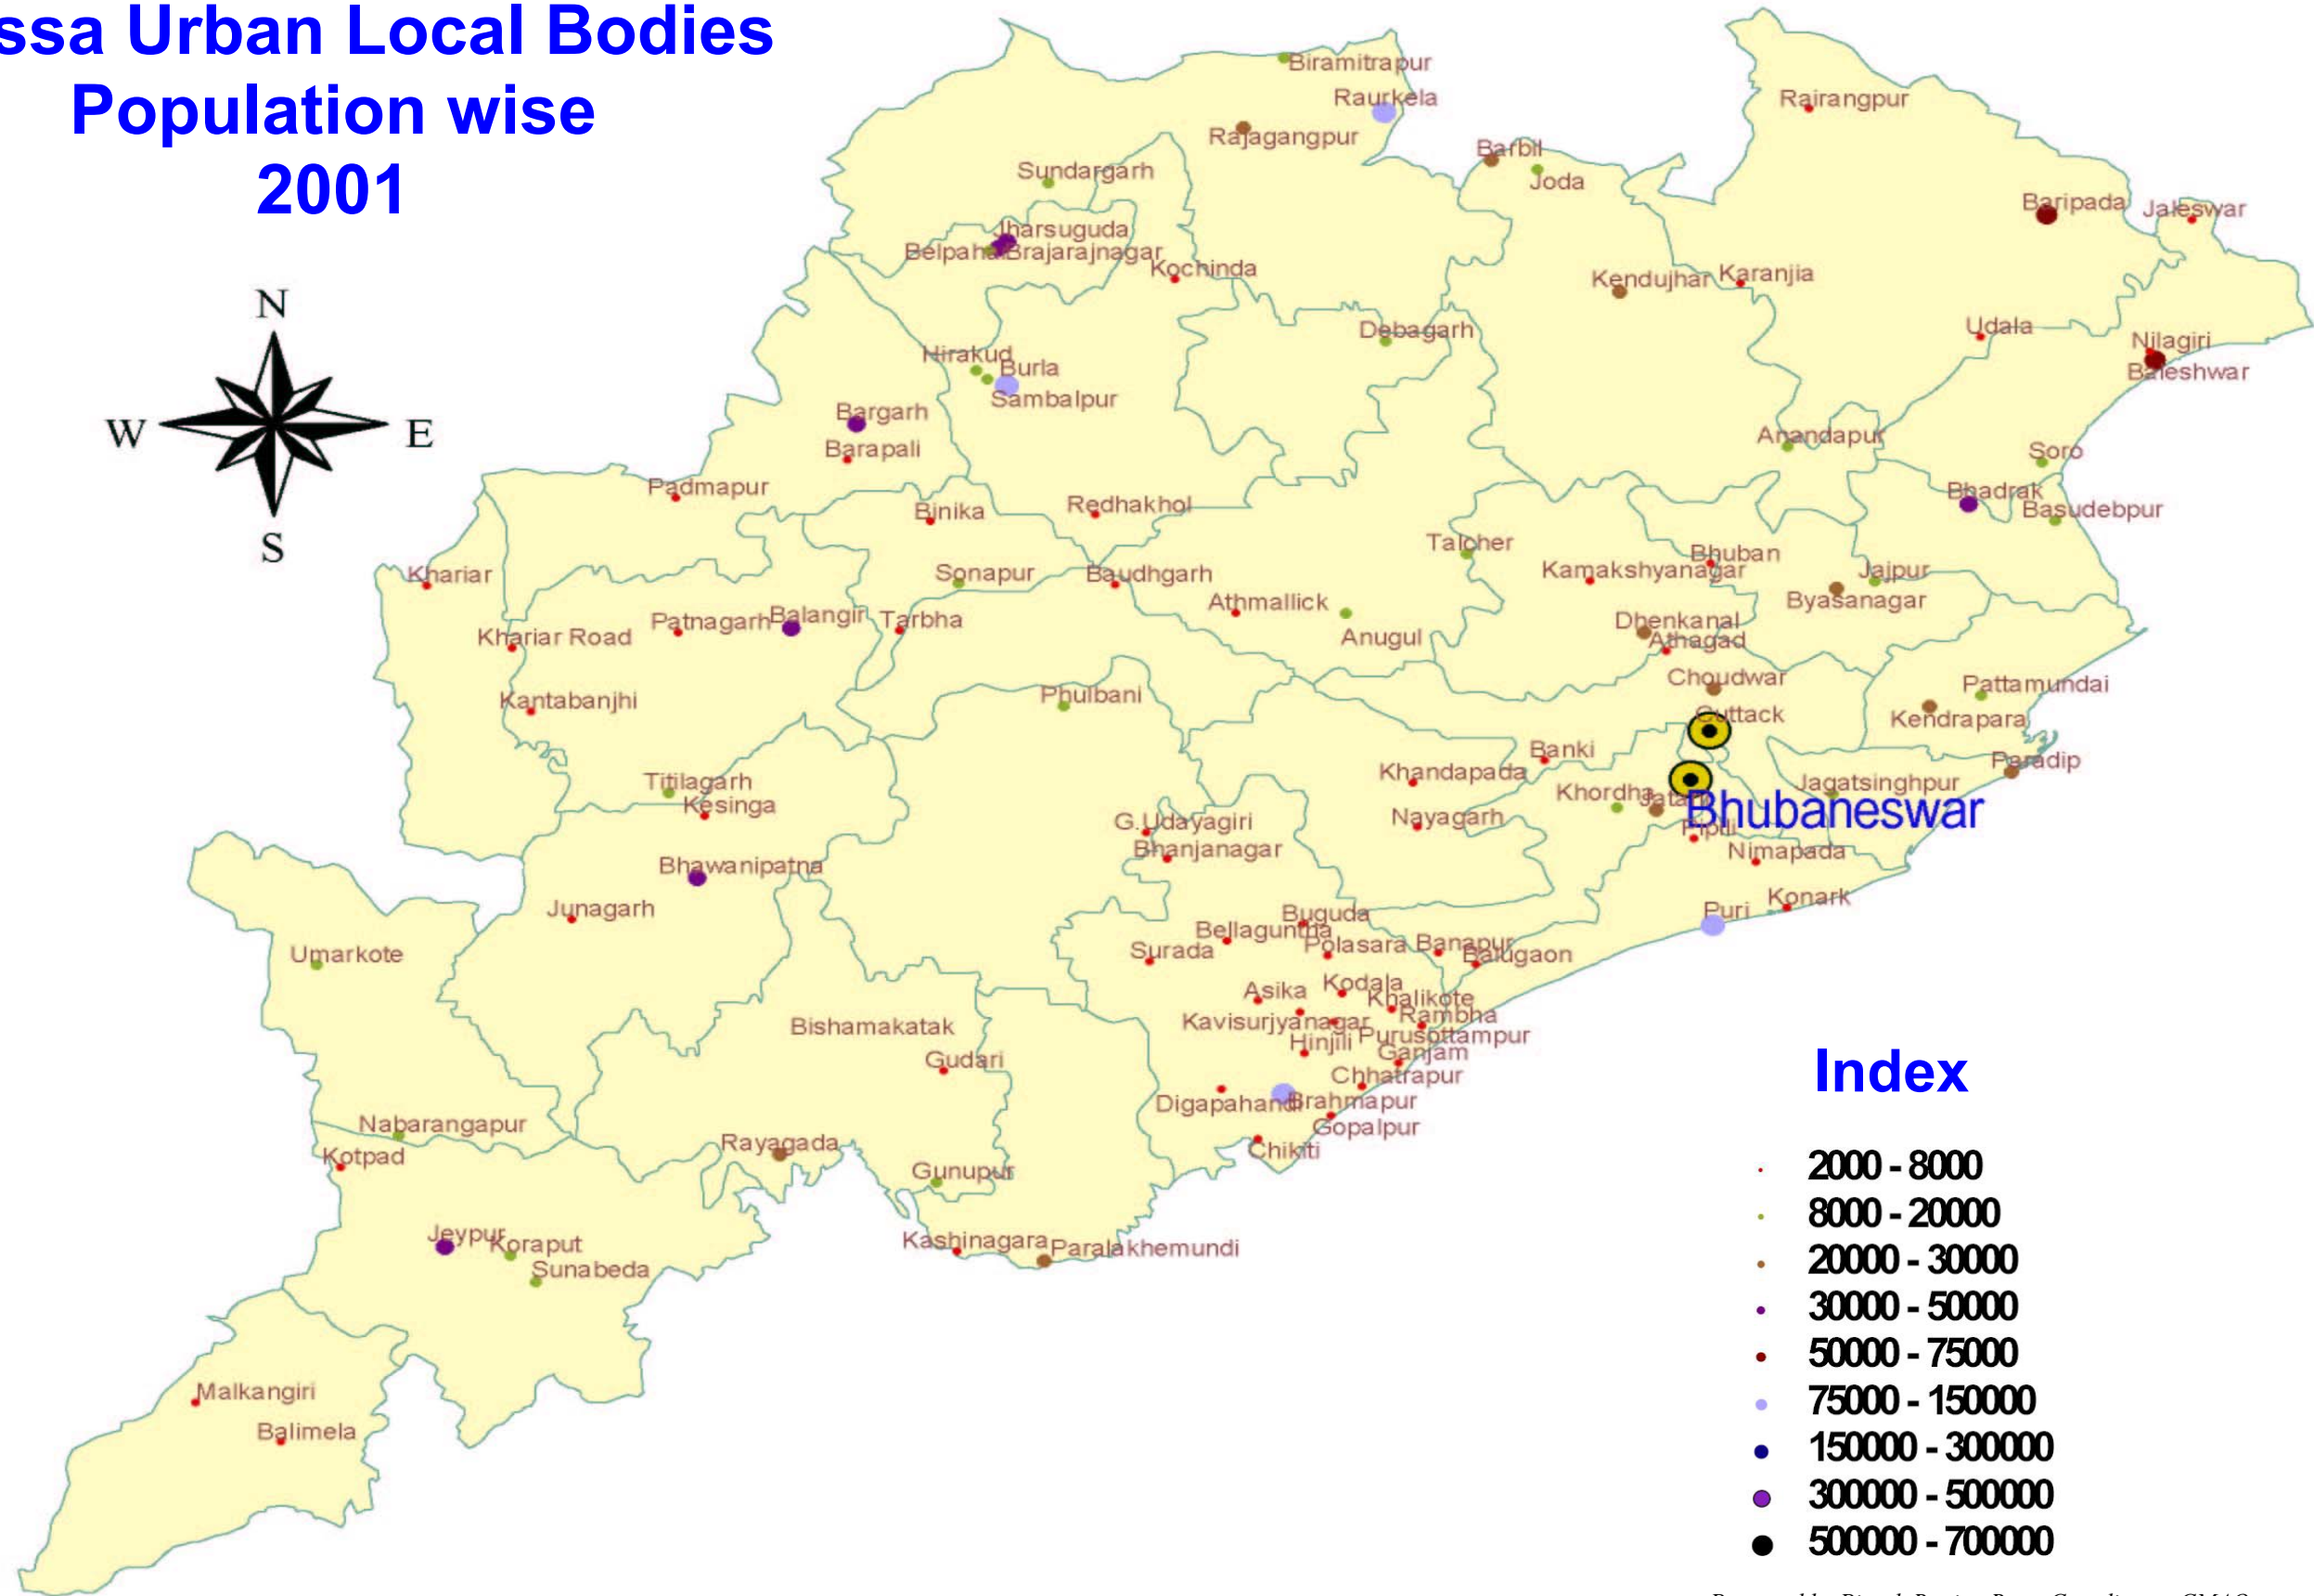 ssa Urban Local Bodies
Population wise
2001
N
W
E
S
Biramitrapur
Raurkela
Rajagangpur
Rairangpur
Barbil
Joda
Sundargarh
Baripada
Jaleswar
Jharsuguda
Belpahar
Brajarajnagar
Kochinda
Kendujhar
Karanjia
Debagarh
Udala
Nilagiri
Baleshwar
Hirakud
Burla
Sambalpur
Bargarh
Barapali
Anandapur
Soro
Padmapur
Binika
Redhakhol
Bhadrak
Basudebpur
Talcher
Bhuban
Kamakshyanagar
Jajpur
Byasanagar
Khariar
Sonapur
Baudhgarh
Athmallick
Anugul
Khariar Road
Patnagarh
Balangir
Tarbha
Dhenkanal
Athagad
Choudwar
Pattamundai
Kendrapara
Kantabanjhi
Phulbani
Cuttack
Banki
Paradip
Khandapada
Titilagarh
Kesinga
Khordha
Jatani
Jagatsinghpur
Bhubaneswar
G.Udayagiri
Nayagarh
Pipili
Bhanjanagar
Nimapada
Bhawanipatna
Junagarh
Konark
Puri
Buguda
Bellaguntha
Polasara
Banapur
Balugaon
Surada
Umarkote
Asika
Kodala
Khalikote
Rambha
Kavisurjyanagar
Purusottampur
Hinjili
Ganjam
Bishamakatak
Gudari
Chhatrapur
Digapahandi
Brahmapur
Gopalpur
Chikiti
Nabarangapur
Kotpad
Rayagada
Gunupur
Jeypur
Koraput
Sunabeda
Kashinagara
Paralakhemundi
Malkangiri
Balimela
Index
2000 - 8000
8000 - 20000
20000 - 30000
30000 - 50000
50000 - 75000
75000 - 150000
150000 - 300000
300000 - 500000
500000 - 700000